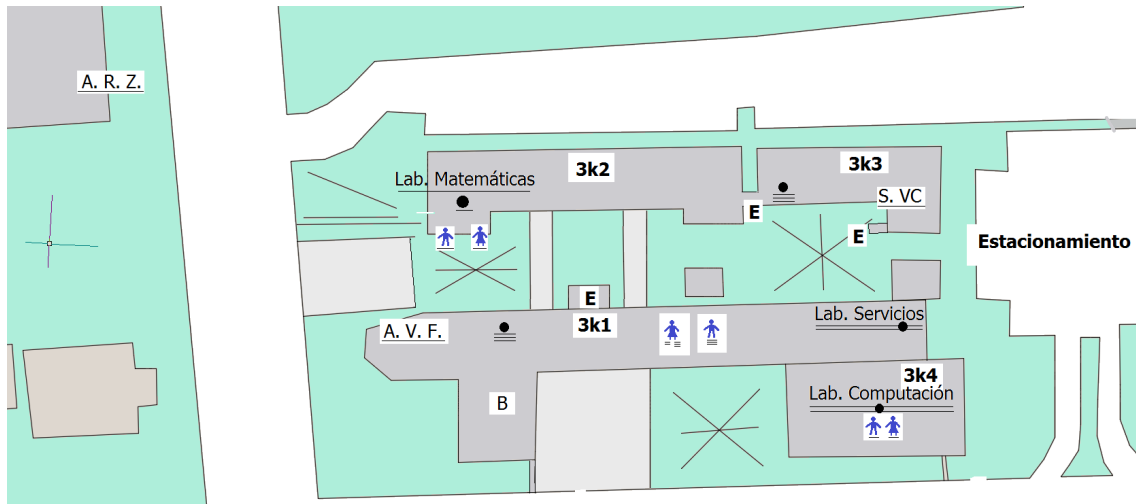 A. R. Z.
3k2
3k3
Lab. Matemáticas
S. VC
E
E
Estacionamiento
E
A. V. F.
3k1
Lab. Servicios
3k4
Lab. Computación
B